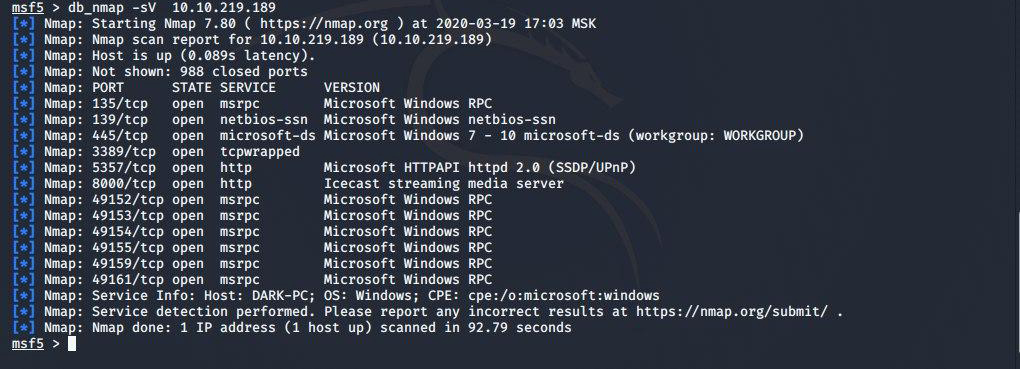 msf5 > db_nmap -sV  10.10.219.189
[*] Nmap: Starting Nmap 7.80 ( https://nmap.org ) at 2020-03-19 17:03 MSK
[*] Nmap: Nmap scan report for 10.10.219.189 (10.10.219.189)
[*] Nmap: Host is up (0.089s latency).
[*] Nmap: Not shown: 988 closed ports
[*] Nmap: PORT      STATE SERVICE      VERSION
[*] Nmap: 135/tcp   open  msrpc        Microsoft Windows RPC
[*] Nmap: 139/tcp   open  netbios-ssn  Microsoft Windows netbios-ssn
[*] Nmap: 445/tcp   open  microsoft-ds Microsoft Windows 7 - 10 microsoft-ds (workgroup: WORKGROUP)
[*] Nmap: 3389/tcp  open  tcpwrapped
[*] Nmap: 5357/tcp  open  http         Microsoft HTTPAPI httpd 2.0 (SSDP/UPnP)
[*] Nmap: 8000/tcp  open  http         Icecast streaming media server
[*] Nmap: 49152/tcp open  msrpc        Microsoft Windows RPC
[*] Nmap: 49153/tcp open  msrpc        Microsoft Windows RPC
[*] Nmap: 49154/tcp open  msrpc        Microsoft Windows RPC
[*] Nmap: 49155/tcp open  msrpc        Microsoft Windows RPC
[*] Nmap: 49159/tcp open  msrpc        Microsoft Windows RPC
[*] Nmap: 49161/tcp open  msrpc        Microsoft Windows RPC
[*] Nmap: Service Info: Host: DARK-PC; OS: Windows; CPE: cpe:/o:microsoft:windows
[*] Nmap: Service detection performed. Please report any incorrect results at https://nmap.org/submit/ .
[*] Nmap: Nmap done: 1 IP address (1 host up) scanned in 92.79 seconds
msf5 >